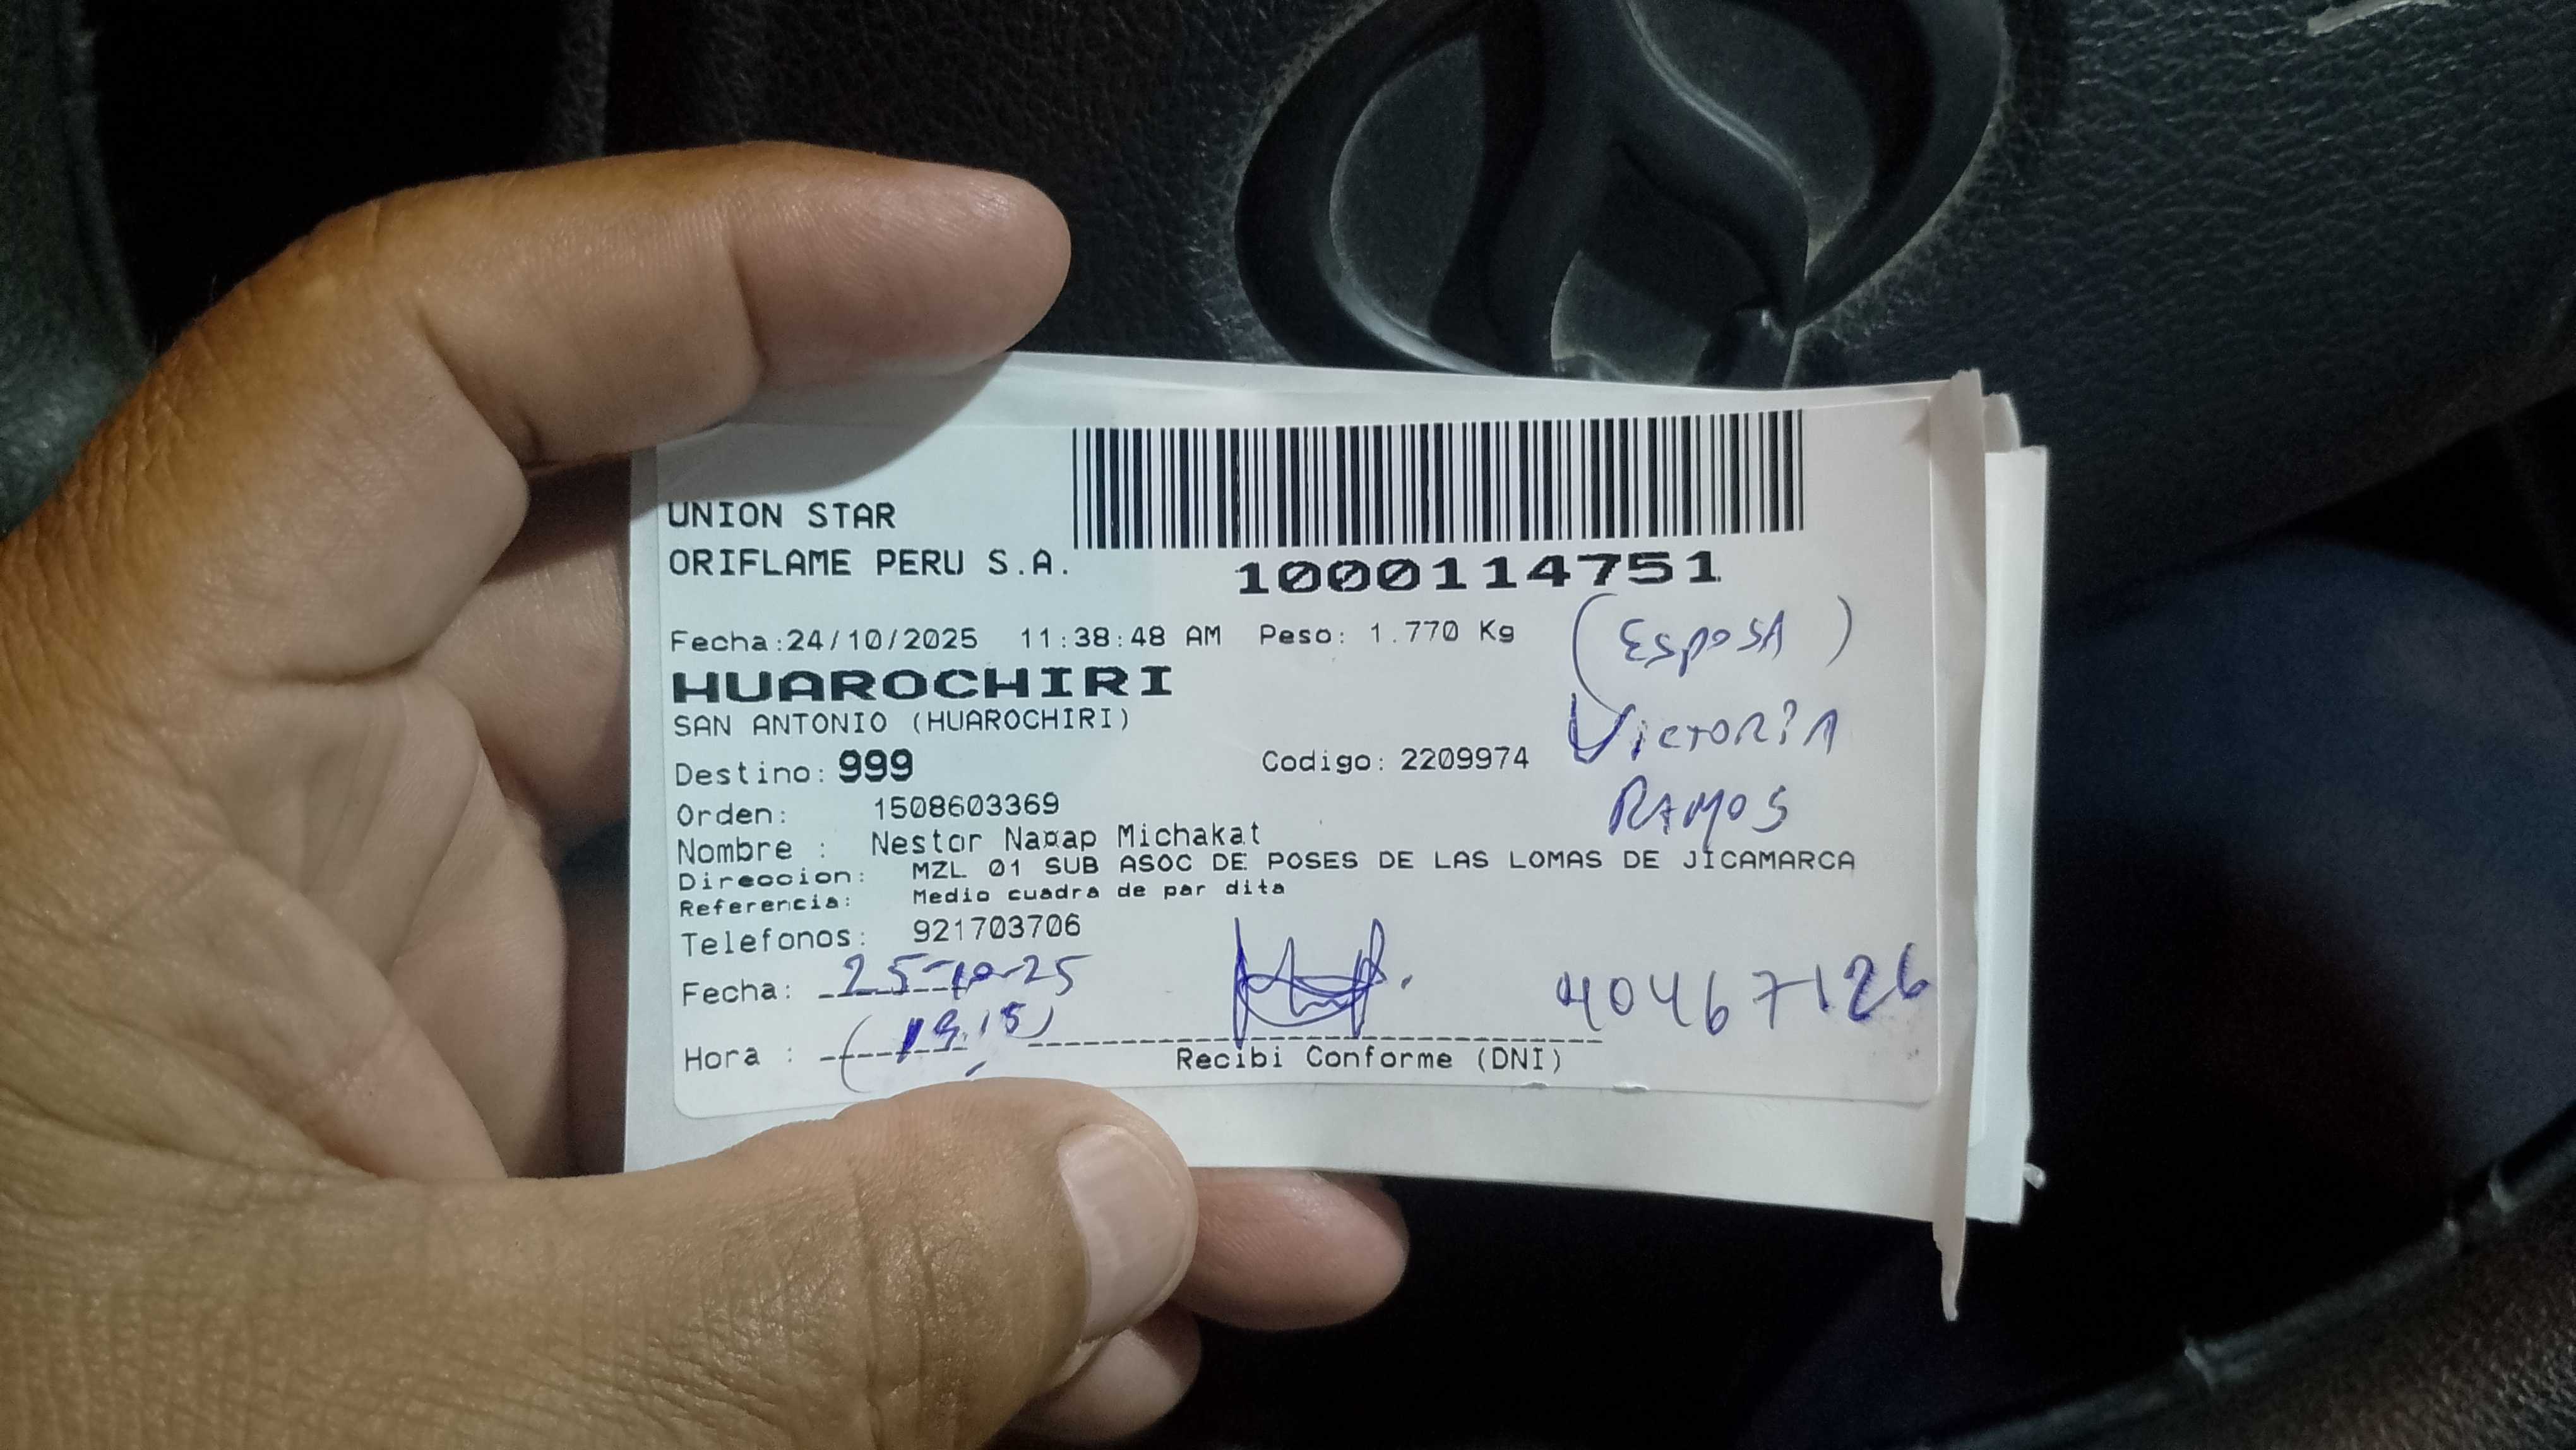 UNION STAR
ORIFLAME PERU S.A.
1000114751
Fecha:24/10/2025 11:38:48 AM Peso: 1.770 Kg
(Esposa)
HUAROCHIRI
SAN ANTONIO (HUAROCHIRI)
Victoria
Destino: 999 Codigo: 2209974
Ramos
Orden: 1508603369
Nombre : Nestor Michakat
Direccion: MZL 01 SUB ASOC DE POSES DE LAS LOMAS DE JICAMARCA
Referencia: Medio cuadra de par dita
Telefonos: 921703706
Fecha: 25-10-25
40467126
Hora : (19:15)
Recibi Conforme (DNI)